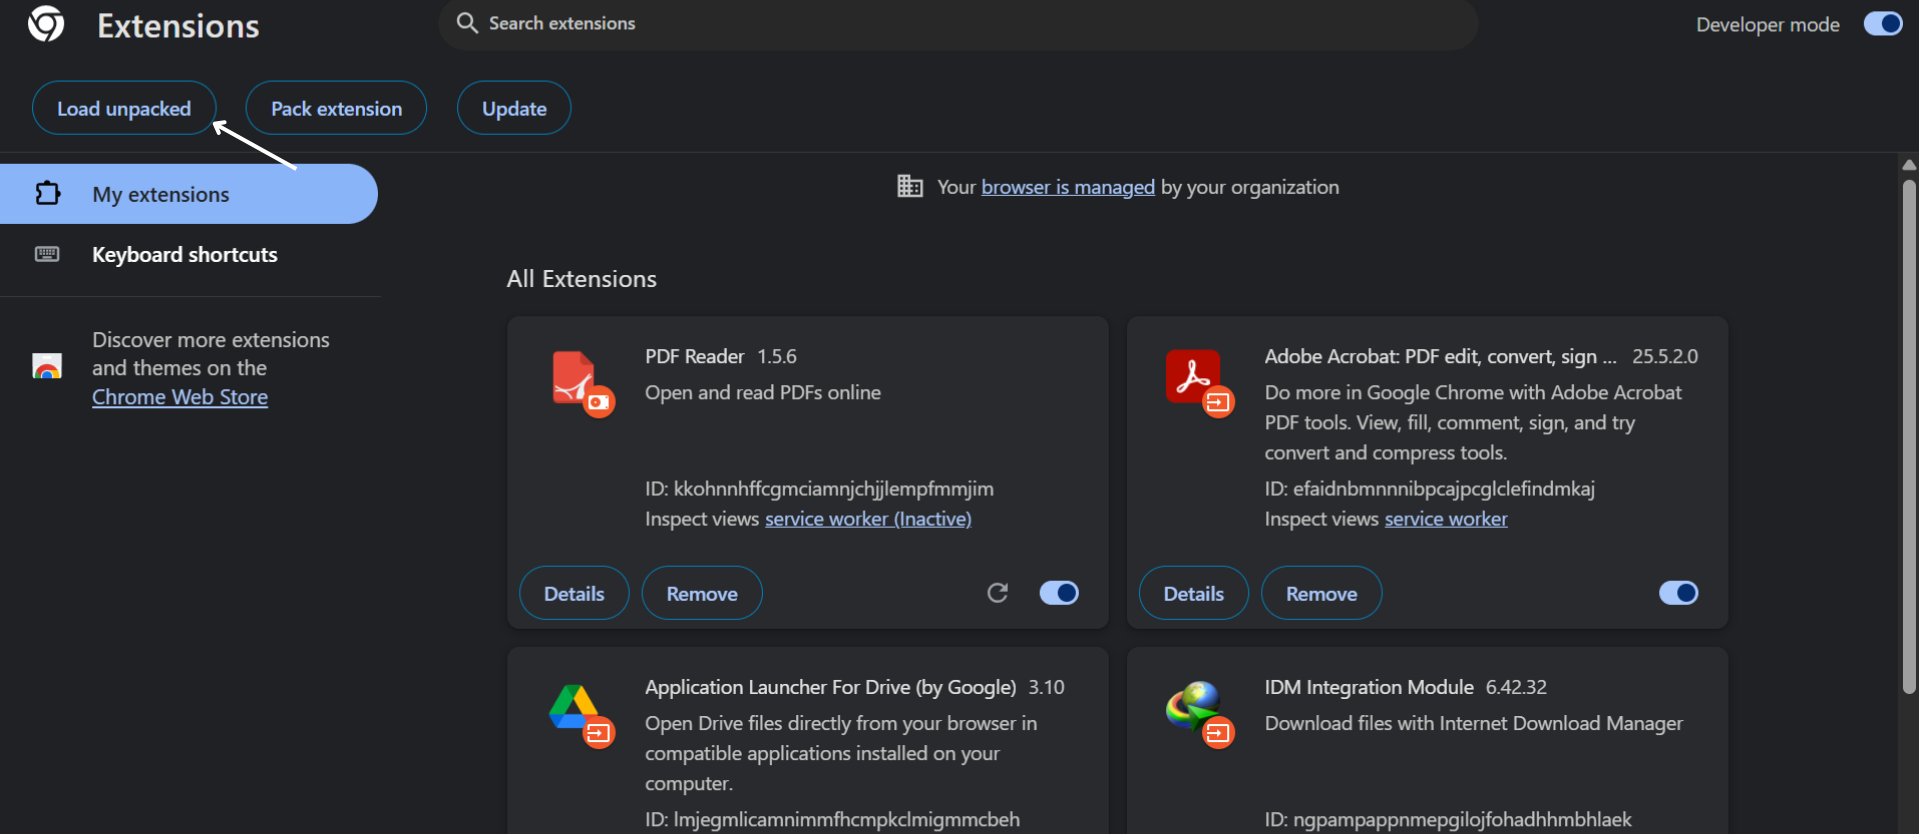 Extensions
Search extensions
Developer mode
Load unpacked
Pack extension
Update
My extensions
Keyboard shortcuts
Discover more extensions
and themes on the
Chrome Web Store
Your browser is managed by your organization
All Extensions
PDF Reader 1.5.6
Open and read PDFs online
ID: kkohnnhffcgmciamnjchjjlempfmmjim
Inspect views service worker (Inactive)
Details
Remove
Adobe Acrobat: PDF edit, convert, sign ... 25.5.2.0
Do more in Google Chrome with Adobe Acrobat
PDF tools. View, fill, comment, sign, and try
convert and compress tools.
ID: efaidnbmnnnibpcajpcglclefindmkaj
Inspect views service worker
Details
Remove
Application Launcher For Drive (by Google) 3.10
Open Drive files directly from your browser in
compatible applications installed on your
computer.
ID: lmjegmlicamnimmfhcmpkclmigmmcbeh
IDM Integration Module 6.42.32
Download files with Internet Download Manager
ID: ngpampappnmepgilojfohadhhmbhlaek